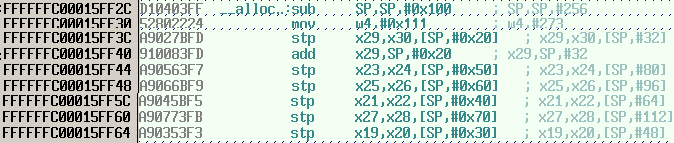 FFFFFFC00015FF2C D10403FF __alloc_:sub SP,SP,#0x100 ; SP,SP,#256
FFFFFFC00015FF30 52802224 mov w4,#0x111 ; w4,#273
FFFFFFC00015FF3C A9027BFD stp x29,x30,[SP,#0x20] ; x29,x30,[SP,#32]
FFFFFFC00015FF40 910083FD add x29,SP,#0x20 ; x29,SP,#32
FFFFFFC00015FF44 A90563F7 stp x23,x24,[SP,#0x50] ; x23,x24,[SP,#80]
FFFFFFC00015FF48 A9066BF9 stp x25,x26,[SP,#0x60] ; x25,x26,[SP,#96]
FFFFFFC00015FF5C A9045BF5 stp x21,x22,[SP,#0x40] ; x21,x22,[SP,#64]
FFFFFFC00015FF60 A90773FB stp x27,x28,[SP,#0x70] ; x27,x28,[SP,#112]
FFFFFFC00015FF64 A90353F3 stp x19,x20,[SP,#0x30] ; x19,x20,[SP,#48]